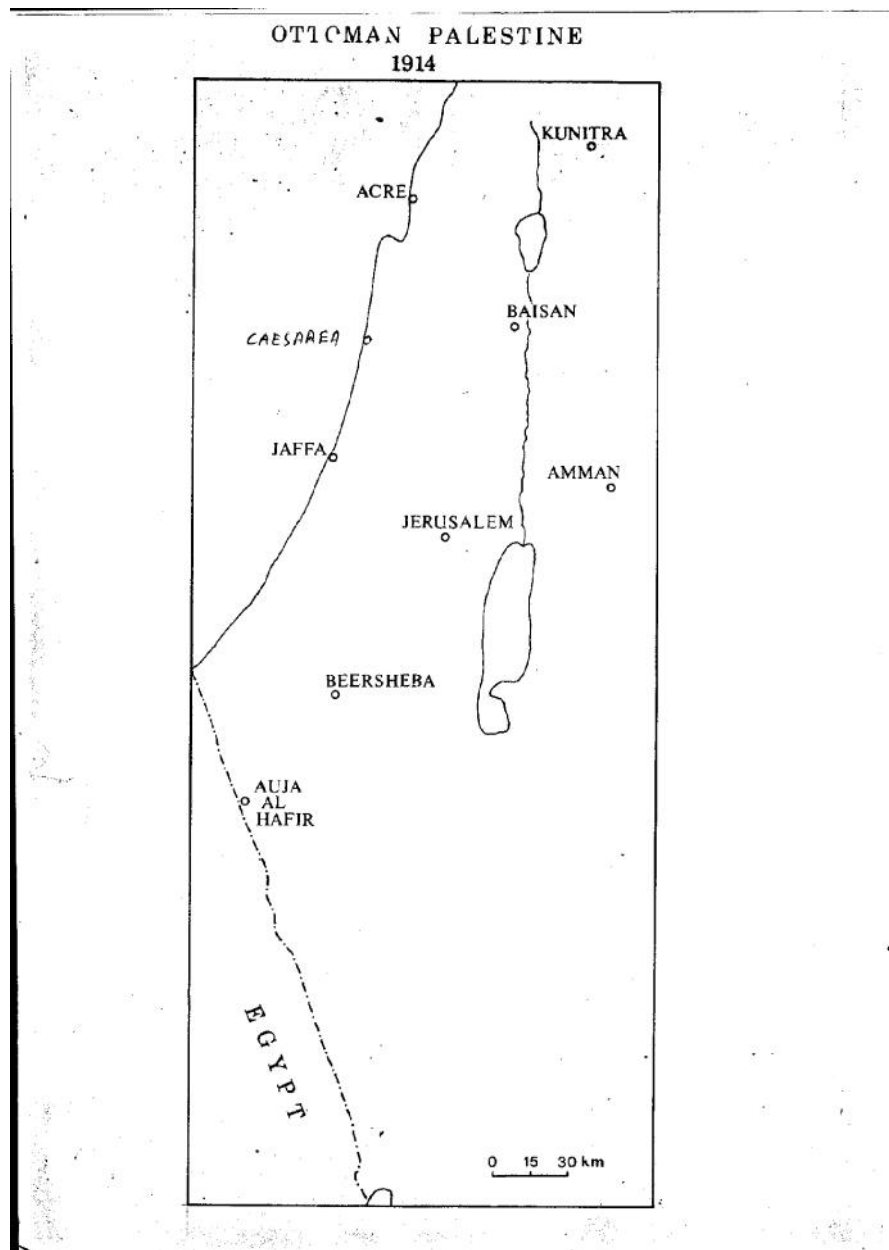 OTTOMAN PALESTINE
1914
KUNITRA
ACRE
BAISAN
CAESAREA
JAFFA
AMMAN
JERUSALEM
BEERSHEBA
AUJA
AL
HAFIR
EGYPT
0 15 30 km